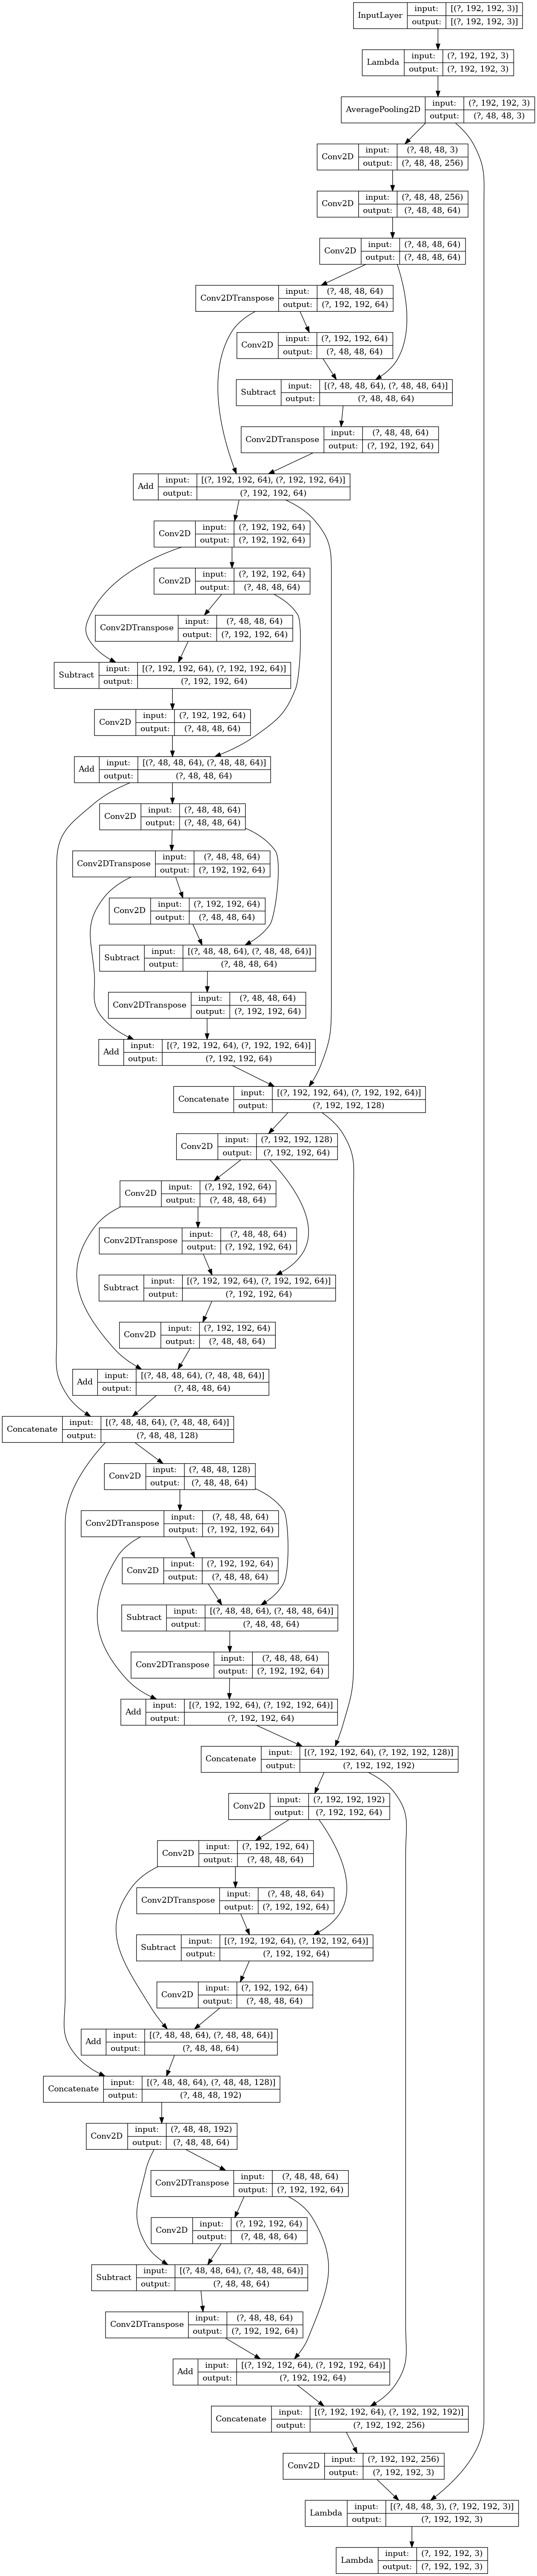 InputLayer input: [(?, 192, 192, 3)]
output: [(?, 192, 192, 3)]
Lambda input: (?, 192, 192, 3)
output: (?, 192, 192, 3)
AveragePooling2D input: (?, 192, 192, 3)
output: (?, 48, 48, 3)
Conv2D input: (?, 48, 48, 3)
output: (?, 48, 48, 256)
Conv2D input: (?, 48, 48, 256)
output: (?, 48, 48, 64)
Conv2D input: (?, 48, 48, 64)
output: (?, 48, 48, 64)
Conv2DTranspose input: (?, 48, 48, 64)
output: (?, 192, 192, 64)
Conv2D input: (?, 192, 192, 64)
output: (?, 48, 48, 64)
Subtract input: [(?, 48, 48, 64), (?, 48, 48, 64)]
output: (?, 48, 48, 64)
Conv2DTranspose input: (?, 48, 48, 64)
output: (?, 192, 192, 64)
Add input: [(?, 192, 192, 64), (?, 192, 192, 64)]
output: (?, 192, 192, 64)
Conv2D input: (?, 192, 192, 64)
output: (?, 192, 192, 64)
Conv2D input: (?, 192, 192, 64)
output: (?, 48, 48, 64)
Conv2DTranspose input: (?, 48, 48, 64)
output: (?, 192, 192, 64)
Subtract input: [(?, 192, 192, 64), (?, 192, 192, 64)]
output: (?, 192, 192, 64)
Conv2D input: (?, 192, 192, 64)
output: (?, 48, 48, 64)
Add input: [(?, 48, 48, 64), (?, 48, 48, 64)]
output: (?, 48, 48, 64)
Conv2D input: (?, 48, 48, 64)
output: (?, 48, 48, 64)
Conv2DTranspose input: (?, 48, 48, 64)
output: (?, 192, 192, 64)
Conv2D input: (?, 192, 192, 64)
output: (?, 48, 48, 64)
Subtract input: [(?, 48, 48, 64), (?, 48, 48, 64)]
output: (?, 48, 48, 64)
Conv2DTranspose input: (?, 48, 48, 64)
output: (?, 192, 192, 64)
Add input: [(?, 192, 192, 64), (?, 192, 192, 64)]
output: (?, 192, 192, 64)
Concatenate input: [(?, 192, 192, 64), (?, 192, 192, 64)]
output: (?, 192, 192, 128)
Conv2D input: (?, 192, 192, 128)
output: (?, 192, 192, 64)
Conv2D input: (?, 192, 192, 64)
output: (?, 48, 48, 64)
Conv2DTranspose input: (?, 48, 48, 64)
output: (?, 192, 192, 64)
Subtract input: [(?, 192, 192, 64), (?, 192, 192, 64)]
output: (?, 192, 192, 64)
Conv2D input: (?, 192, 192, 64)
output: (?, 48, 48, 64)
Add input: [(?, 48, 48, 64), (?, 48, 48, 64)]
output: (?, 48, 48, 64)
Concatenate input: [(?, 48, 48, 64), (?, 48, 48, 64)]
output: (?, 48, 48, 128)
Conv2D input: (?, 48, 48, 128)
output: (?, 48, 48, 64)
Conv2DTranspose input: (?, 48, 48, 64)
output: (?, 192, 192, 64)
Conv2D input: (?, 192, 192, 64)
output: (?, 48, 48, 64)
Subtract input: [(?, 48, 48, 64), (?, 48, 48, 64)]
output: (?, 48, 48, 64)
Conv2DTranspose input: (?, 48, 48, 64)
output: (?, 192, 192, 64)
Add input: [(?, 192, 192, 64), (?, 192, 192, 64)]
output: (?, 192, 192, 64)
Concatenate input: [(?, 192, 192, 64), (?, 192, 192, 128)]
output: (?, 192, 192, 192)
Conv2D input: (?, 192, 192, 192)
output: (?, 192, 192, 64)
Conv2D input: (?, 192, 192, 64)
output: (?, 48, 48, 64)
Conv2DTranspose input: (?, 48, 48, 64)
output: (?, 192, 192, 64)
Subtract input: [(?, 192, 192, 64), (?, 192, 192, 64)]
output: (?, 192, 192, 64)
Conv2D input: (?, 192, 192, 64)
output: (?, 48, 48, 64)
Add input: [(?, 48, 48, 64), (?, 48, 48, 64)]
output: (?, 48, 48, 64)
Concatenate input: [(?, 48, 48, 64), (?, 48, 48, 128)]
output: (?, 48, 48, 192)
Conv2D input: (?, 48, 48, 192)
output: (?, 48, 48, 64)
Conv2DTranspose input: (?, 48, 48, 64)
output: (?, 192, 192, 64)
Conv2D input: (?, 192, 192, 64)
output: (?, 48, 48, 64)
Subtract input: [(?, 48, 48, 64), (?, 48, 48, 64)]
output: (?, 48, 48, 64)
Conv2DTranspose input: (?, 48, 48, 64)
output: (?, 192, 192, 64)
Add input: [(?, 192, 192, 64), (?, 192, 192, 64)]
output: (?, 192, 192, 64)
Concatenate input: [(?, 192, 192, 64), (?, 192, 192, 192)]
output: (?, 192, 192, 256)
Conv2D input: (?, 192, 192, 256)
output: (?, 192, 192, 3)
Lambda input: [(?, 48, 48, 3), (?, 192, 192, 3)]
output: (?, 192, 192, 3)
Lambda input: (?, 192, 192, 3)
output: (?, 192, 192, 3)